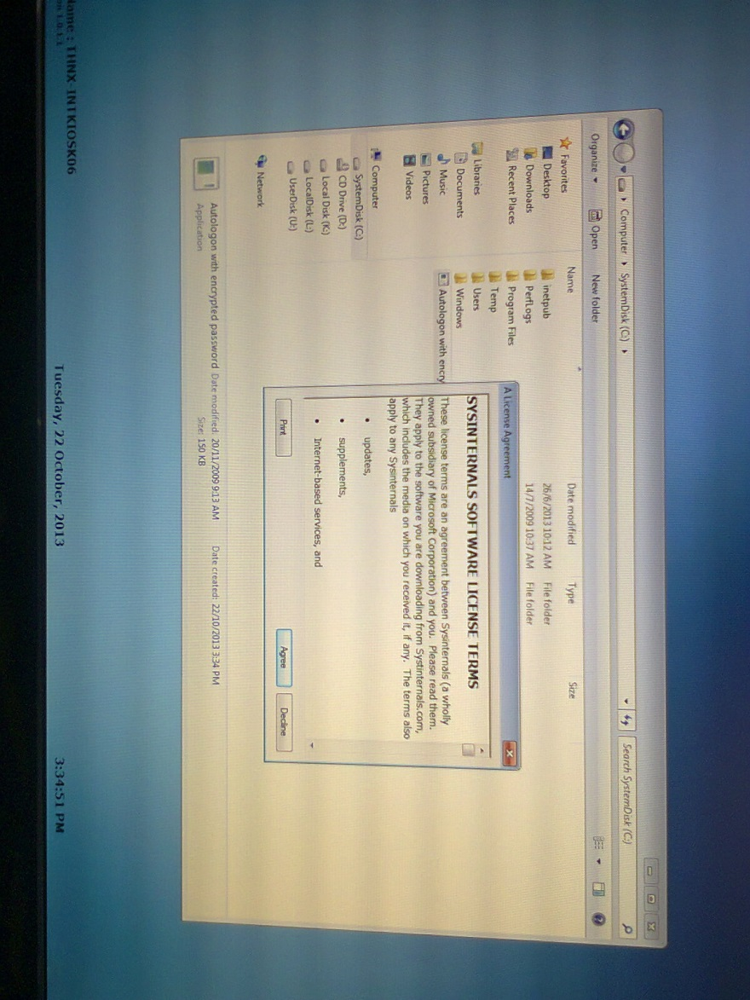 Computer ▸ SystemDisk (C:) ▸
Search SystemDisk (C:)
Organize
Open
New folder
Favorites
Desktop
Downloads
Recent Places
Libraries
Documents
Music
Pictures
Videos
Computer
SystemDisk (C:)
CD Drive (D:)
Local Disk (K:)
LocalDisk (L:)
UserDisk (U:)
Network
Name Date modified Type Size
inetpub 26/6/2013 10:12 AM File folder
PerfLogs 14/7/2009 10:37 AM File folder
Program Files
Temp
Users
Windows
Autologon with encry
A License Agreement
SYSINTERNALS SOFTWARE LICENSE TERMS
These license terms are an agreement between Sysinternals (a wholly
owned subsidiary of Microsoft Corporation) and you. Please read them.
They apply to the software you are downloading from Systinternals.com,
which includes the media on which you received it, if any. The terms also
apply to any Sysinternals
• updates,
• supplements,
• Internet-based services, and
Print Agree Decline
Autologon with encrypted password Date modified: 20/11/2009 9:13 AM Date created: 22/10/2013 3:34 PM
Application Size: 150 KB
ame : THNX-INTKIOSK06
Tuesday, 22 October, 2013
3:34:51 PM